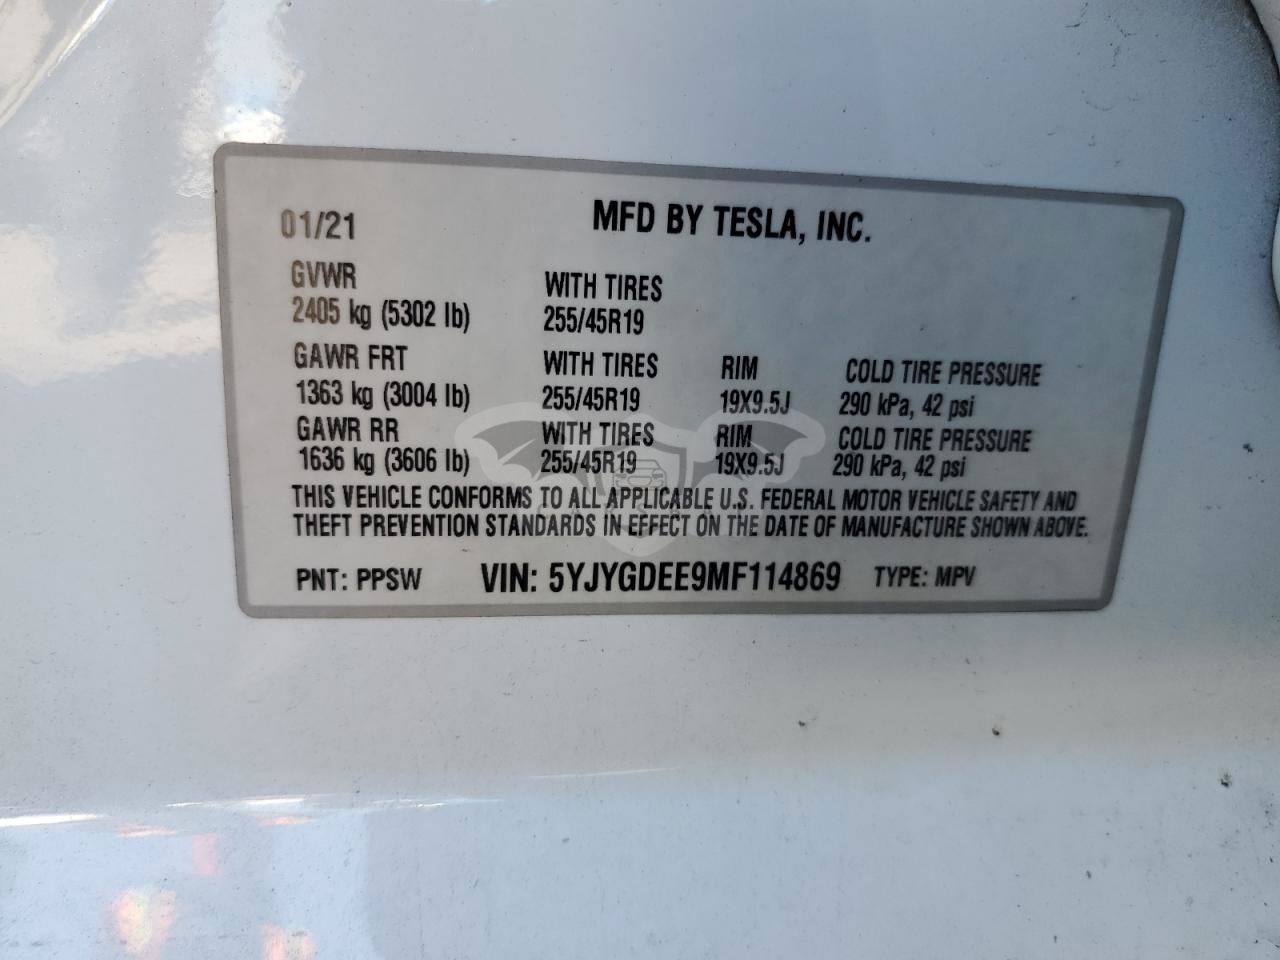 01/21 MFD BY TESLA, INC.
GVWR WITH TIRES
2405 kg (5302 lb) 255/45R19
GAWR FRT WITH TIRES RIM COLD TIRE PRESSURE
1363 kg (3004 lb) 255/45R19 19X9.5J 290 kPa, 42 psi
GAWR RR WITH TIRES RIM COLD TIRE PRESSURE
1636 kg (3606 lb) 255/45R19 19X9.5J 290 kPa, 42 psi
THIS VEHICLE CONFORMS TO ALL APPLICABLE U.S. FEDERAL MOTOR VEHICLE SAFETY AND
THEFT PREVENTION STANDARDS IN EFFECT ON THE DATE OF MANUFACTURE SHOWN ABOVE.
PNT: PPSW VIN: 5YJYGDEE9MF114869 TYPE: MPV